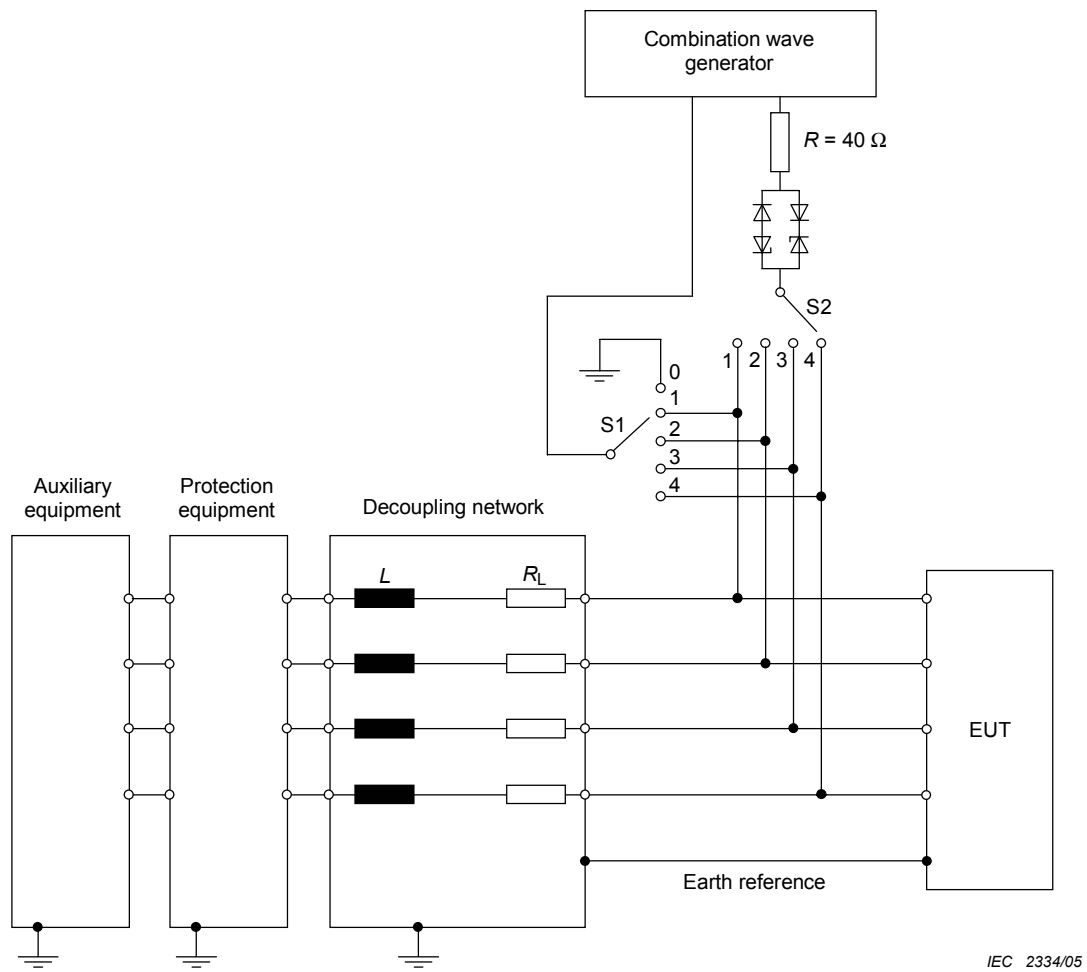 Combination wave
generator
R = 40 Ω
S2
1 2 3 4
0
1
S1
2
3
4
Auxiliary
equipment
Protection
equipment
Decoupling network
L
RL
EUT
Earth reference
IEC 2334/05